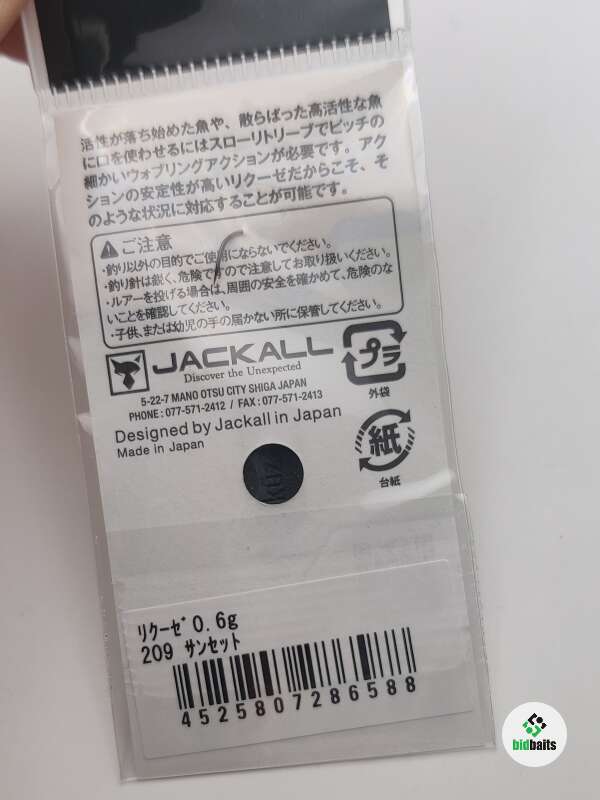 活性が落ち始めた魚や、散らばった高活性な魚
に口を使わせるにはスローリトリーブでピッチの
細かいウォブリングアクションが必要です。アク
ションの安定性が高いリクーゼだからこそ、そ
のような状況に対応することが可能です。
ご注意
・釣り以外の目的でご使用にならないでください。
・釣り針は鋭く、危険ですので注意してお取り扱いください。
・ルアーを投げる場合は、周囲の安全を確かめて、危険のな
いことを確認してください。
・子供、または幼児の手の届かない所に保管してください。
JACKALL
Discover the Unexpected
5-22-7 MANO OTSU CITY SHIGA JAPAN
PHONE : 077-571-2412 / FAX : 077-571-2413
Designed by Jackall in Japan
Made in Japan
プラ
外袋
紙
台紙
リクーゼ 0.6g
209 サンセット
4525807286588
bidbaits